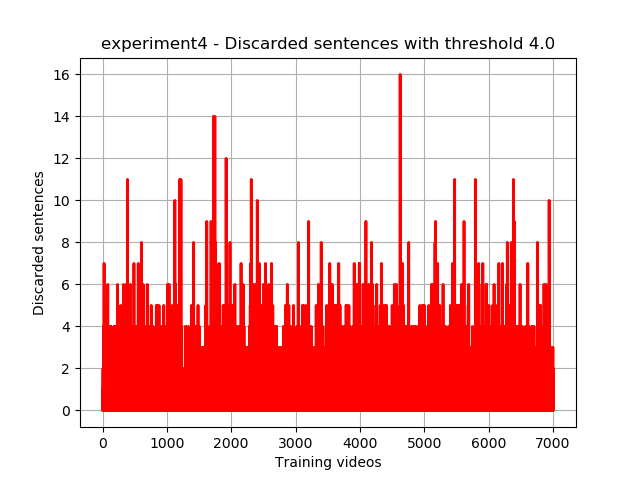 experiment4 - Discarded sentences with threshold 4.0
16
14
12
10
8
6
4
2
0
Discarded sentences
0 1000 2000 3000 4000 5000 6000 7000
Training videos